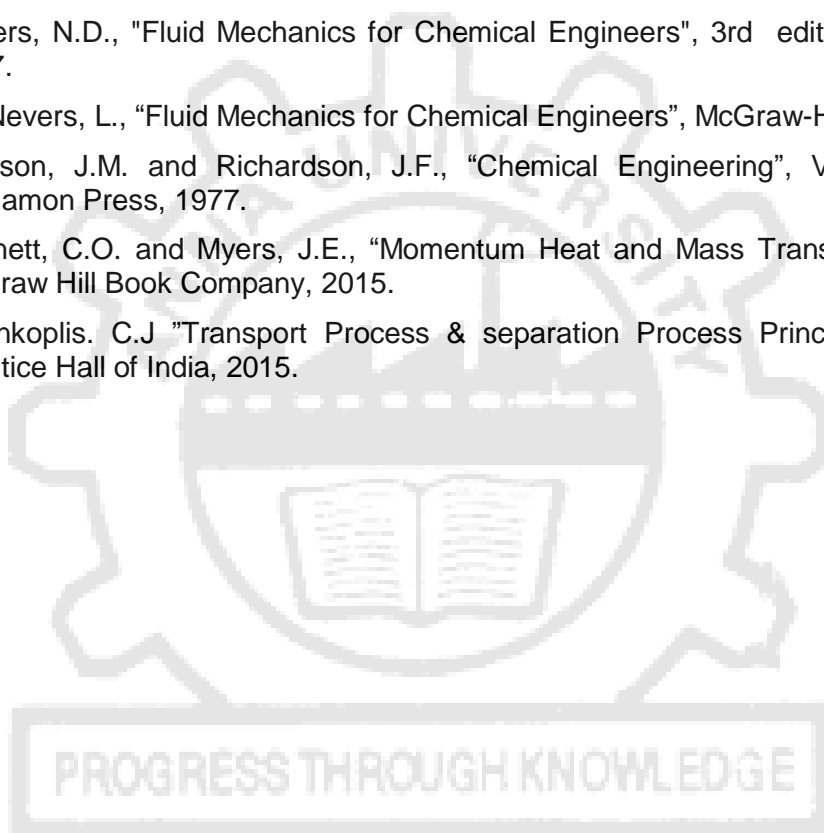 ers, N.D., "Fluid Mechanics for Chemical Engineers", 3rd edit
7.
Nevers, L., “Fluid Mechanics for Chemical Engineers”, McGraw-H
son, J.M. and Richardson, J.F., “Chemical Engineering”, V
amon Press, 1977.
nett, C.O. and Myers, J.E., “Momentum Heat and Mass Trans
raw Hill Book Company, 2015.
nkoplis. C.J ”Transport Process & separation Process Princ
tice Hall of India, 2015.
UNIVERSITY
PROGRESS THROUGH KNOWLEDGE